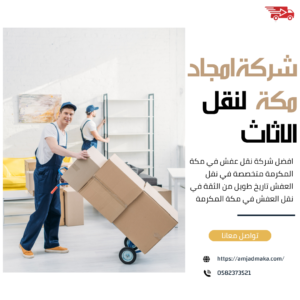 شركة امجاد
مكة لنقل
الاثاث
افضل شركة نقل عفش في مكة
المكرمة متخصصة في نقل
العفش تاريخ طويل من الثقة في
نقل العفش في مكة المكرمة
تواصل معانا
https://amjadmaka.com/
0582373521